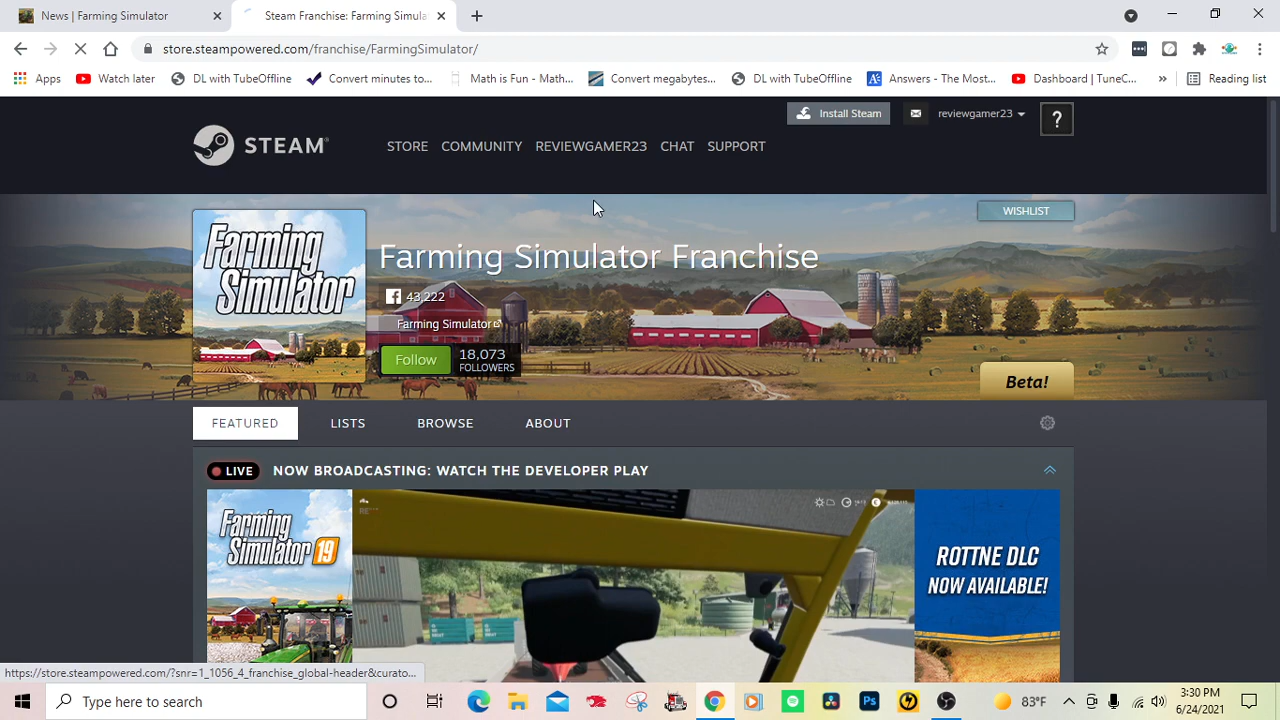 News | Farming Simulator
Steam Franchise: Farming Simula
store.steampowered.com/franchise/FarmingSimulator/
Apps
Watch later
DL with TubeOffline
Convert minutes to...
Math is Fun - Math...
Convert megabytes...
DL with TubeOffline
Answers - The Most...
Dashboard | TuneC...
Reading list
Install Steam
reviewgamer23
?
STEAM®
STORE
COMMUNITY
REVIEWGAMER23
CHAT
SUPPORT
WISHLIST
Farming Simulator
Farming Simulator Franchise
43,222
Farming Simulator
Follow
18,073
FOLLOWERS
Beta!
FEATURED
LISTS
BROWSE
ABOUT
LIVE
NOW BROADCASTING: WATCH THE DEVELOPER PLAY
Farming Simulator 19
ROTTNE DLC
NOW AVAILABLE!
https://store.steampowered.com/?snr=1_1056_4_franchise_global-header&curato...
Type here to search
Ps
83°F
3:30 PM
6/24/2021